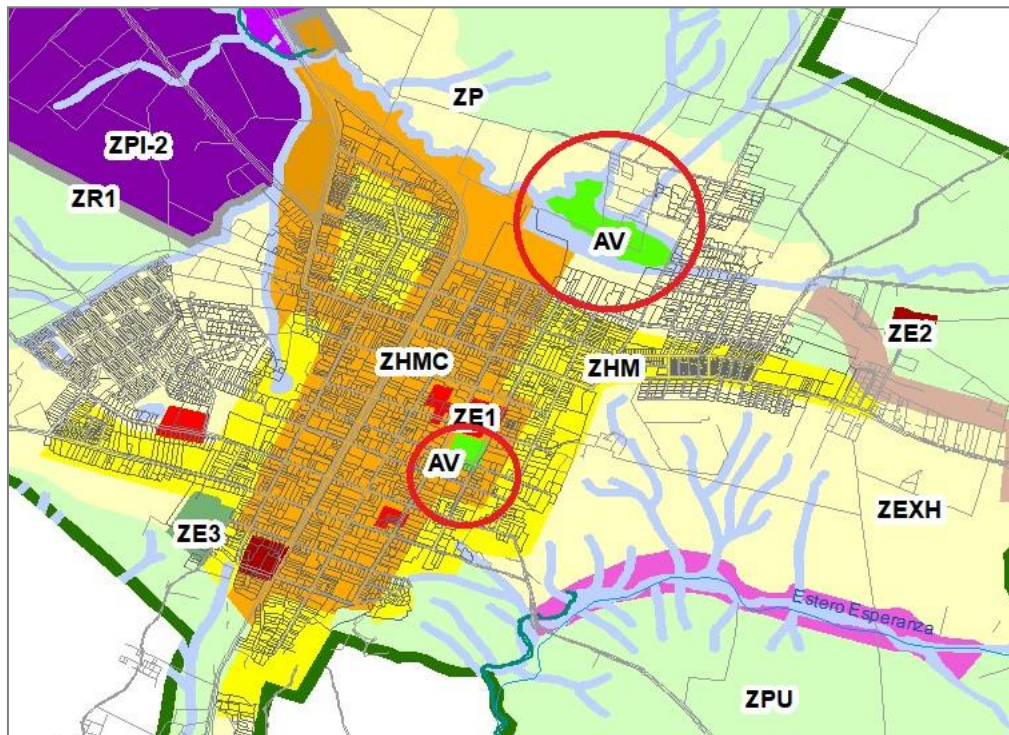 ZP
ZPI-2
ZR1
AV
ZE2
ZHMC
ZHM
ZE1
AV
ZEXH
ZE3
Estero Esperanza
ZPU